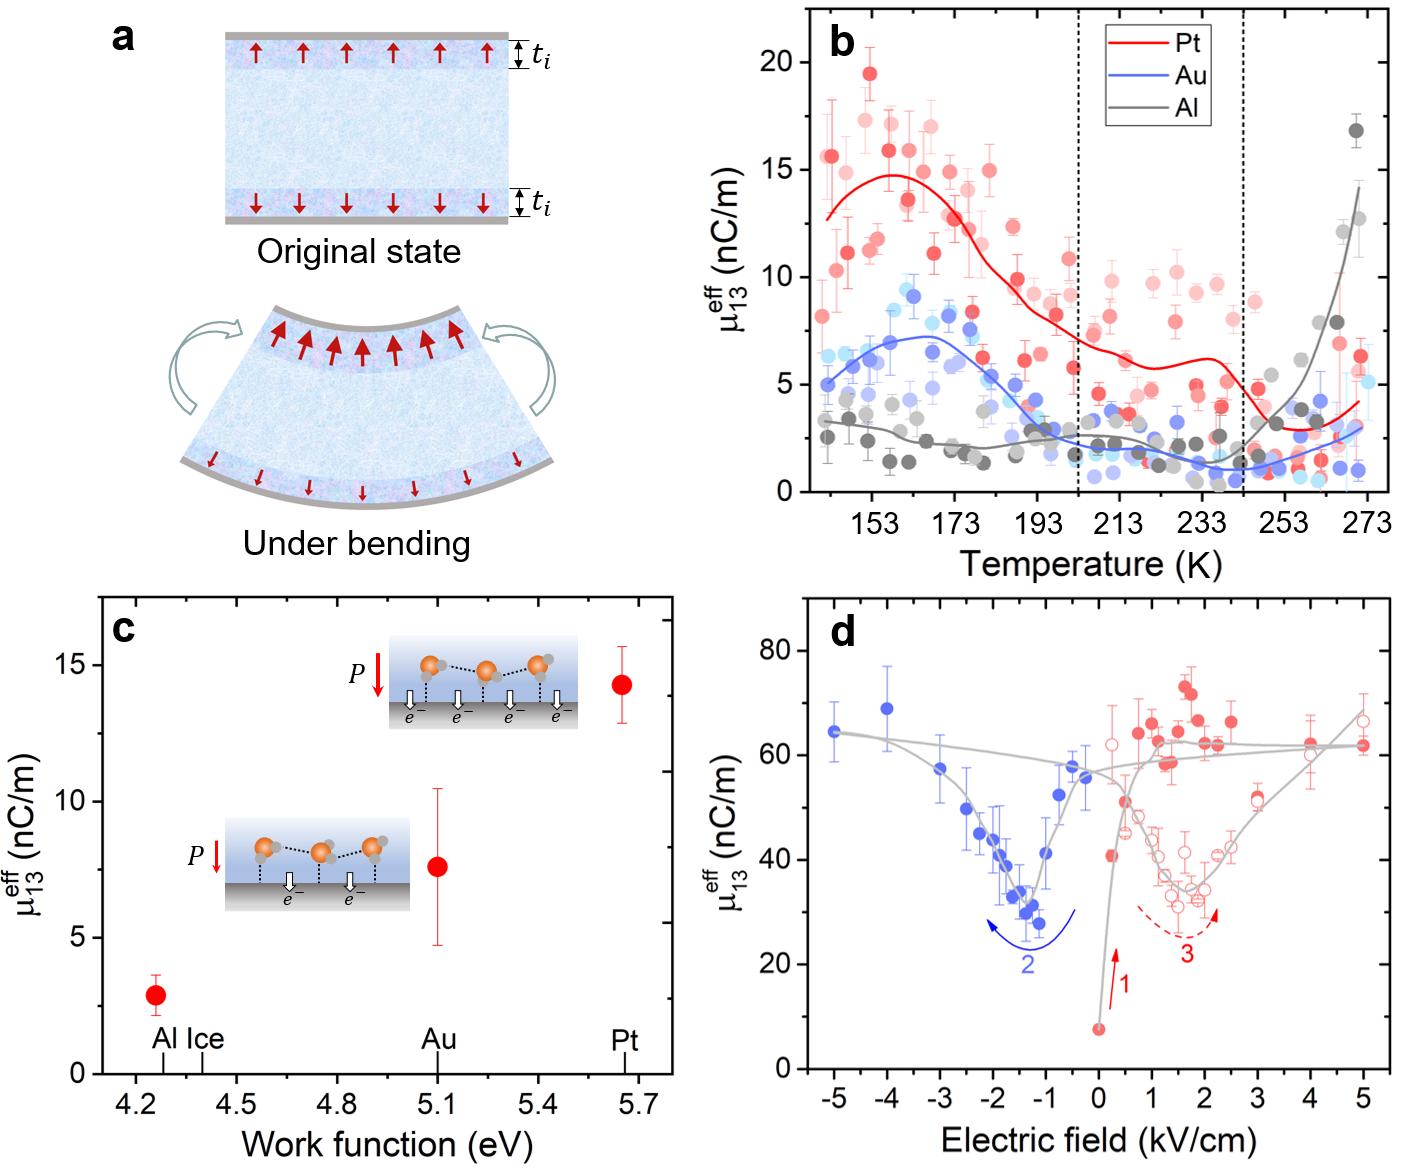 a
t_i
t_i
Original state
Under bending
b
Pt
Au
Al
μ₁₃^eff (nC/m)
20
15
10
5
0
153 173 193 213 233 253 273
Temperature (K)
c
P
e⁻ e⁻ e⁻ e⁻
P
e⁻ e⁻
Al Ice Au Pt
μ₁₃^eff (nC/m)
15
10
5
0
4.2 4.5 4.8 5.1 5.4 5.7
Work function (eV)
d
1
2
3
μ₁₃^eff (nC/m)
80
60
40
20
0
-5 -4 -3 -2 -1 0 1 2 3 4 5
Electric field (kV/cm)